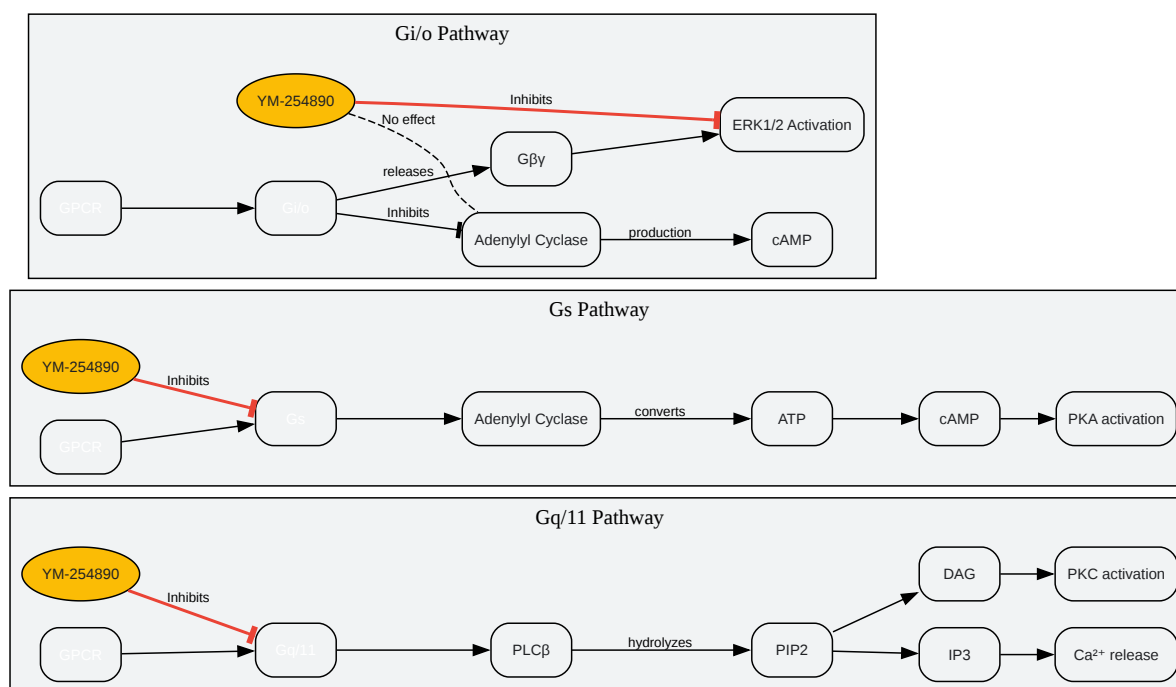 Gi/o Pathway
YM-254890
Inhibits
ERK1/2 Activation
No effect
Gβγ
releases
GPCR
Gi/o
Inhibits
Adenylyl Cyclase
production
cAMP
Gs Pathway
YM-254890
Inhibits
GPCR
Gs
Adenylyl Cyclase
converts
ATP
cAMP
PKA activation
Gq/11 Pathway
YM-254890
Inhibits
GPCR
Gq/11
PLCβ
hydrolyzes
PIP2
DAG
PKC activation
IP3
Ca²⁺ release